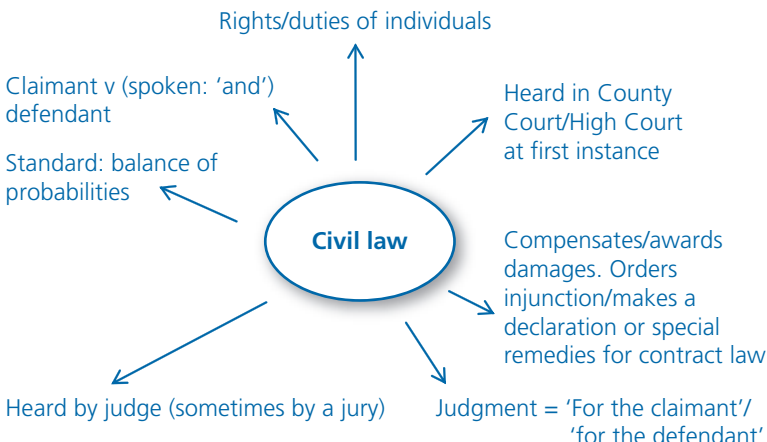 Rights/duties of individuals
Claimant v (spoken: ‘and’)
defendant
Heard in County
Court/High Court
at first instance
Standard: balance of
probabilities
Civil law
Compensates/awards
damages. Orders
injunction/makes a
declaration or special
remedies for contract law
Heard by judge (sometimes by a jury)
Judgment = ‘For the claimant’/
‘for the defendant’